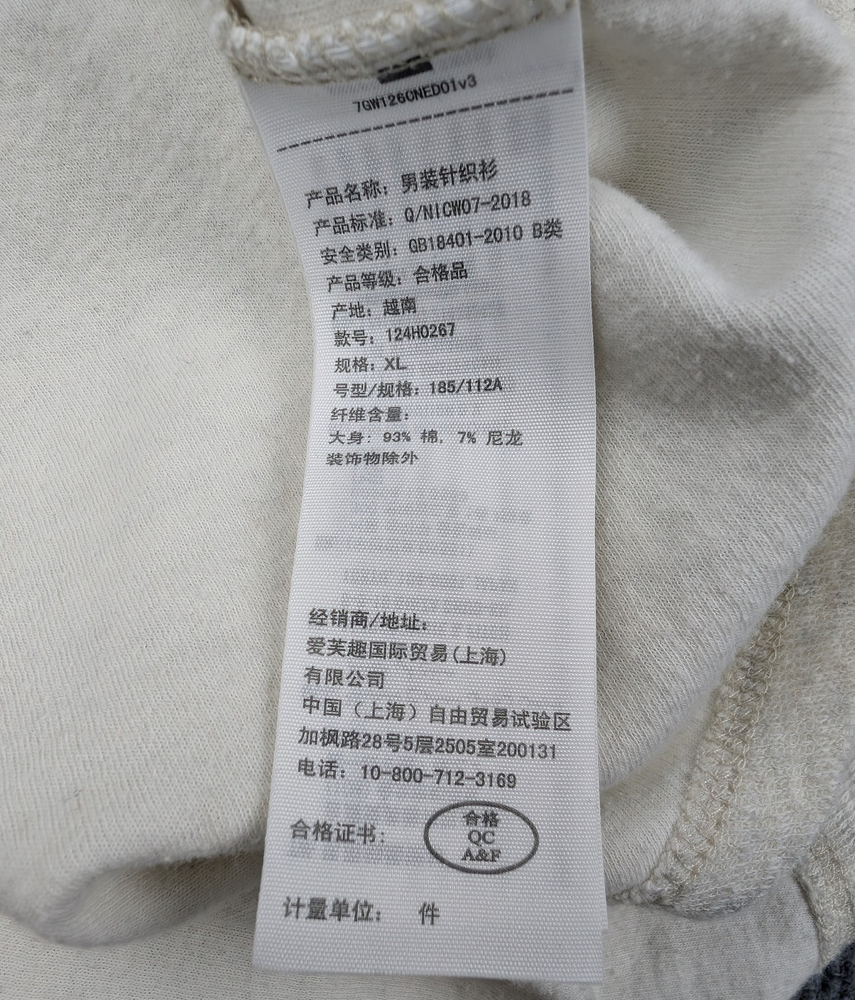 7GW126CNED01v3
产品名称：男装针织衫
产品标准：Q/NICW07-2018
安全类别：GB18401-2010 B类
产品等级：合格品
产地：越南
款号：124H0267
规格：XL
号型/规格：185/112A
纤维含量：
大身：93% 棉, 7% 尼龙
装饰物除外
经销商/地址：
爱芙趣国际贸易(上海)
有限公司
中国（上海）自由贸易试验区
加枫路28号5层2505室200131
电话：10-800-712-3169
合格证书：
合格
QC
A&F
计量单位： 件